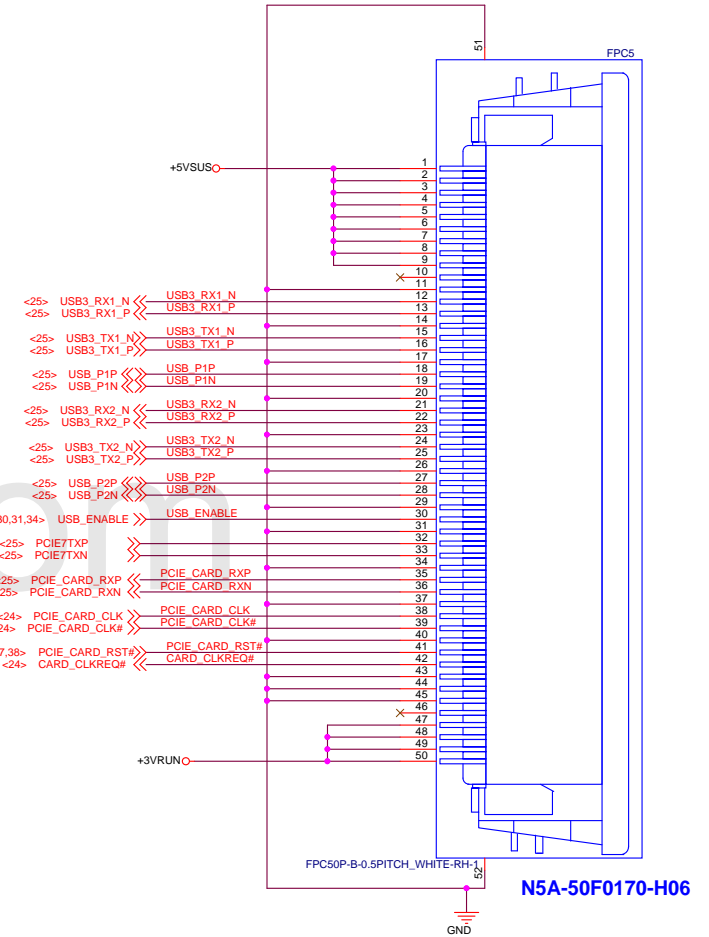 51
FPC5
+5VSUS
1
2
3
4
5
6
7
8
9
10
11
<25> USB3_RX1_N USB3_RX1_N 12
<25> USB3_RX1_P USB3_RX1_P 13
14
<25> USB3_TX1_N USB3_TX1_N 15
<25> USB3_TX1_P USB3_TX1_P 16
17
<25> USB_P1P USB_P1P 18
<25> USB_P1N USB_P1N 19
20
<25> USB3_RX2_N USB3_RX2_N 21
<25> USB3_RX2_P USB3_RX2_P 22
23
<25> USB3_TX2_N USB3_TX2_N 24
<25> USB3_TX2_P USB3_TX2_P 25
26
<25> USB_P2P USB_P2P 27
<25> USB_P2N USB_P2N 28
29
30,31,34> USB_ENABLE USB_ENABLE 30
31
<25> PCIE7TXP 32
<25> PCIE7TXN 33
34
25> PCIE_CARD_RXP PCIE_CARD_RXP 35
25> PCIE_CARD_RXN PCIE_CARD_RXN 36
37
<24> PCIE_CARD_CLK PCIE_CARD_CLK 38
24> PCIE_CARD_CLK# PCIE_CARD_CLK# 39
40
7,38> PCIE_CARD_RST# PCIE_CARD_RST# 41
<24> CARD_CLKREQ# CARD_CLKREQ# 42
43
44
45
46
47
48
49
+3VRUN 50
om
FPC50P-B-0.5PITCH_WHITE-RH-1
52
N5A-50F0170-H06
GND